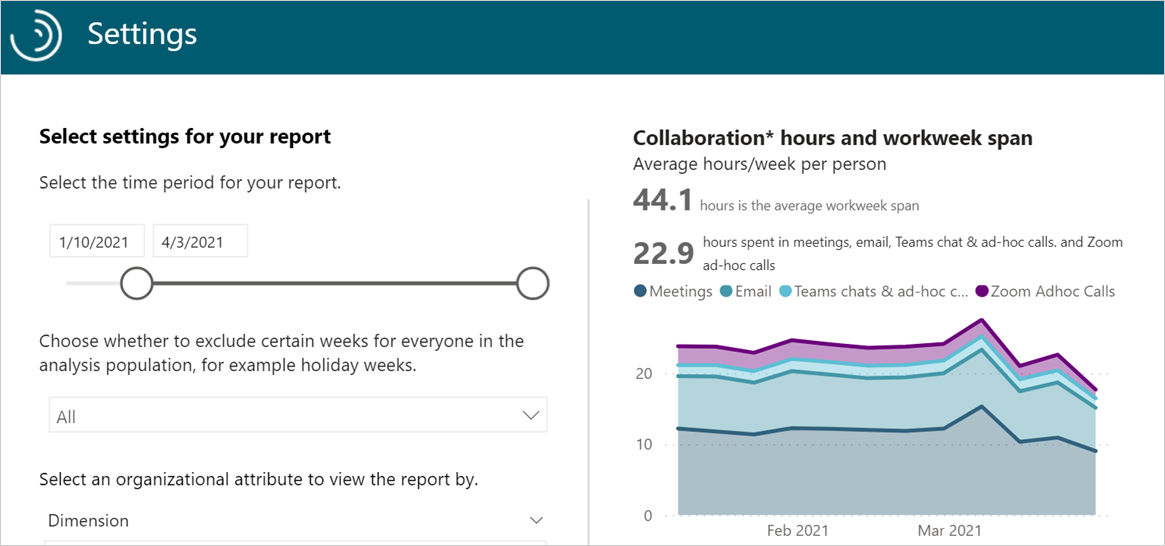 Settings
Select settings for your report
Select the time period for your report.
1/10/2021
4/3/2021
Choose whether to exclude certain weeks for everyone in the
analysis population, for example holiday weeks.
All
Select an organizational attribute to view the report by.
Dimension
Collaboration* hours and workweek span
Average hours/week per person
44.1 hours is the average workweek span
22.9 hours spent in meetings, email, Teams chat & ad-hoc calls. and Zoom
ad-hoc calls
Meetings Email Teams chats & ad-hoc c... Zoom Adhoc Calls
20
10
0
Feb 2021 Mar 2021